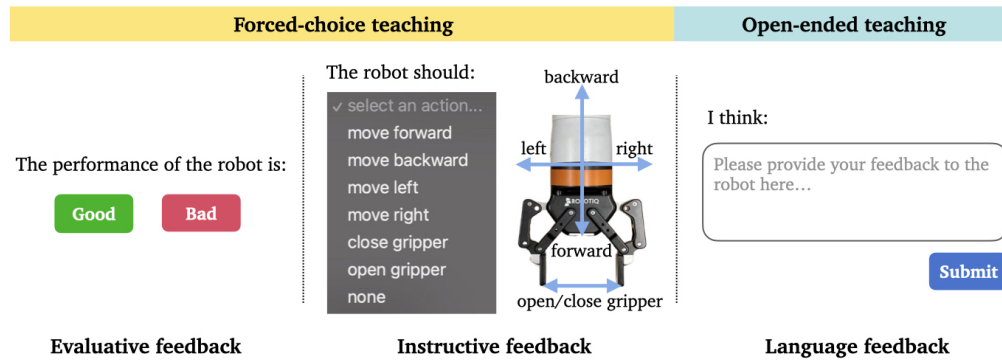 Forced-choice teaching
Open-ended teaching
The performance of the robot is:
Good
Bad
The robot should:
✓ select an action...
move forward
move backward
move left
move right
close gripper
open gripper
none
backward
left
right
ROBOTIQ
forward
open/close gripper
I think:
Please provide your feedback to the
robot here...
Submit
Evaluative feedback
Instructive feedback
Language feedback